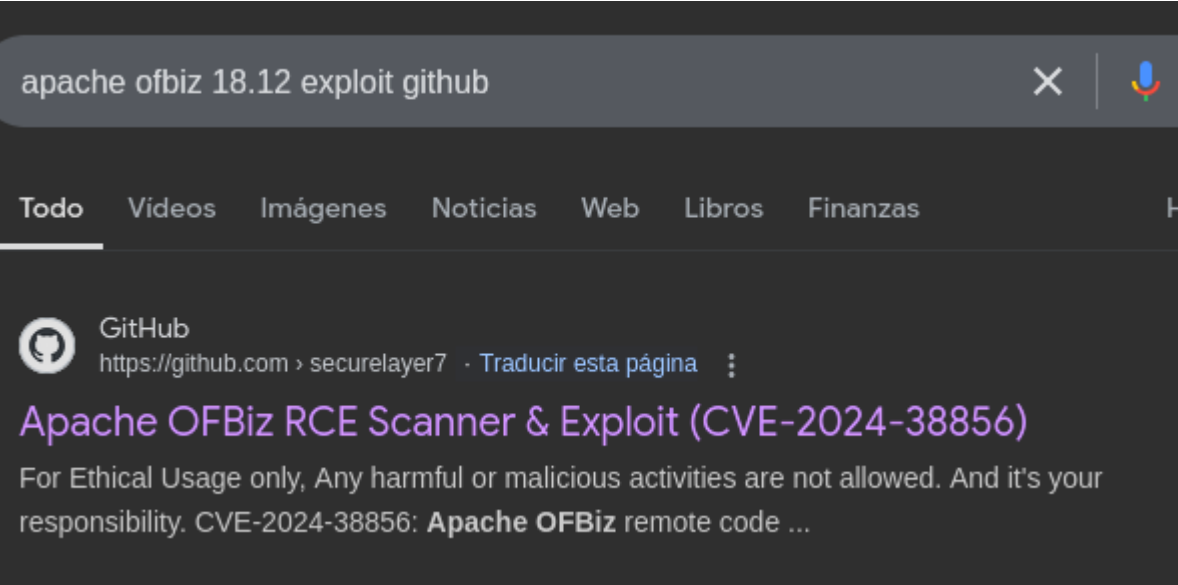 apache ofbiz 18.12 exploit github
Todo Vídeos Imágenes Noticias Web Libros Finanzas
GitHub
https://github.com › securelayer7 · Traducir esta página
Apache OFBiz RCE Scanner & Exploit (CVE-2024-38856)
For Ethical Usage only, Any harmful or malicious activities are not allowed. And it's your
responsibility. CVE-2024-38856: Apache OFBiz remote code ...